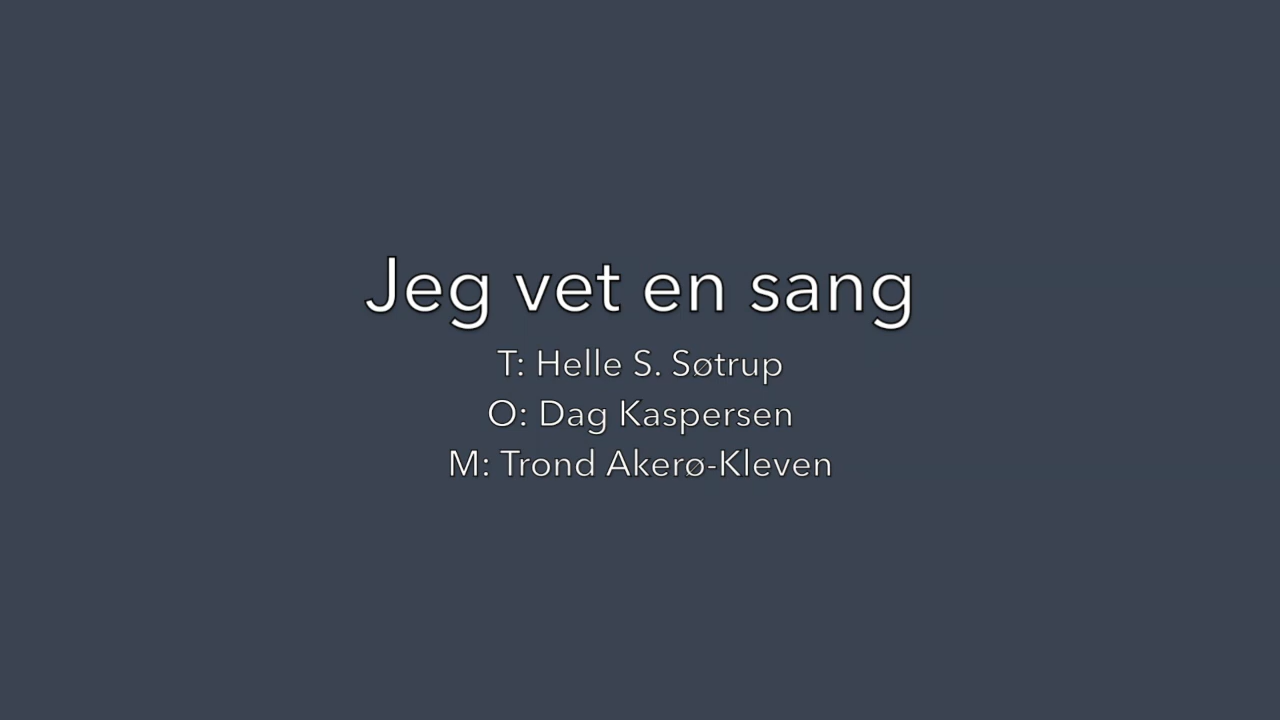 Jeg vet en sang
T: Helle S. Søtrup
O: Dag Kaspersen
M: Trond Akerø-Kleven